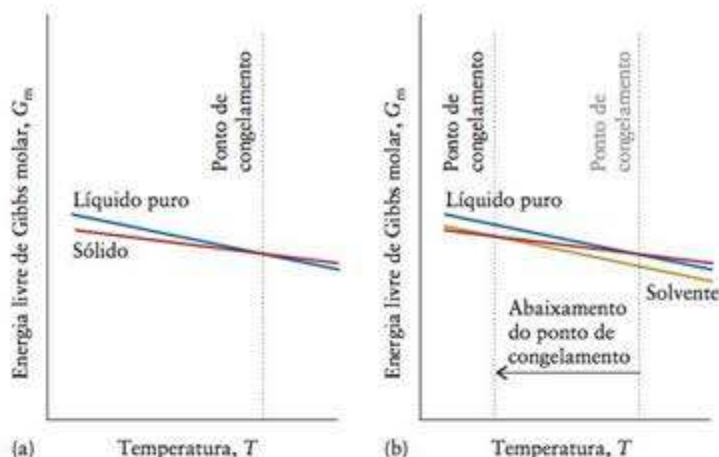 Energia livre de Gibbs molar, Gm
Ponto de
congelamento
Líquido puro
Sólido
(a)
Temperatura, T
Energia livre de Gibbs molar, Gm
Ponto de
congelamento
Ponto de
congelamento
Líquido puro
Solvente
Abaixamento
do ponto de
congelamento
(b)
Temperatura, T